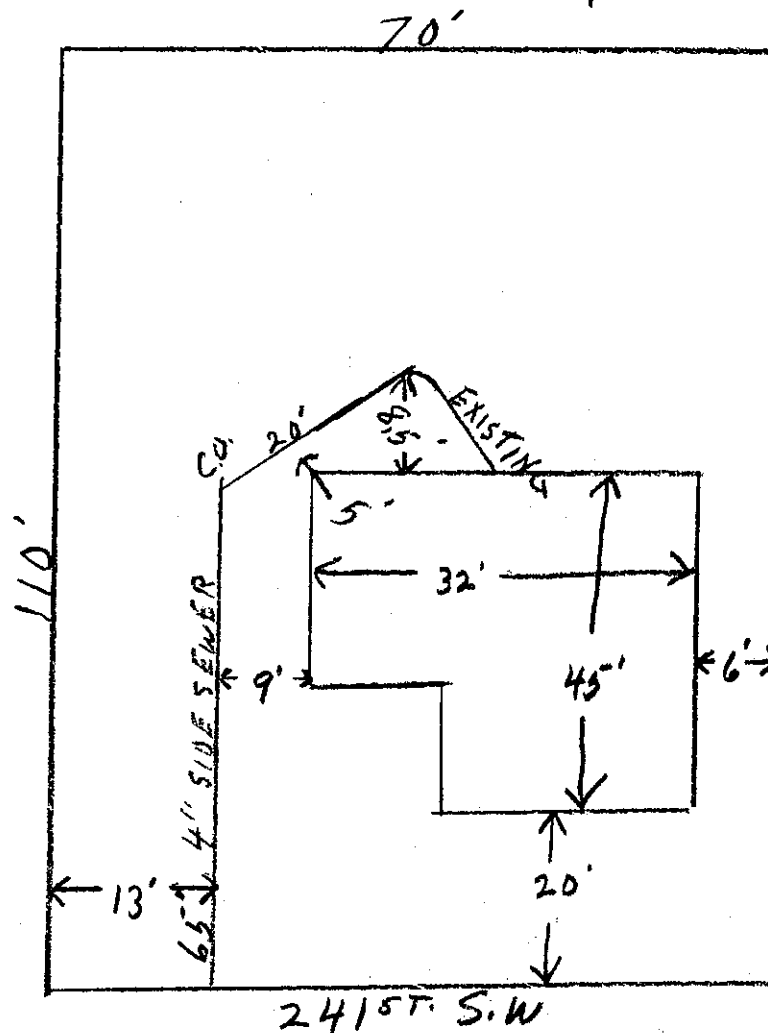 70'
EXISTING
8.5'
20'
C.O.
5'
110'
32'
45'
6'
9'
65' 4" SIDE SEWER
13'
20'
241ST. S.W